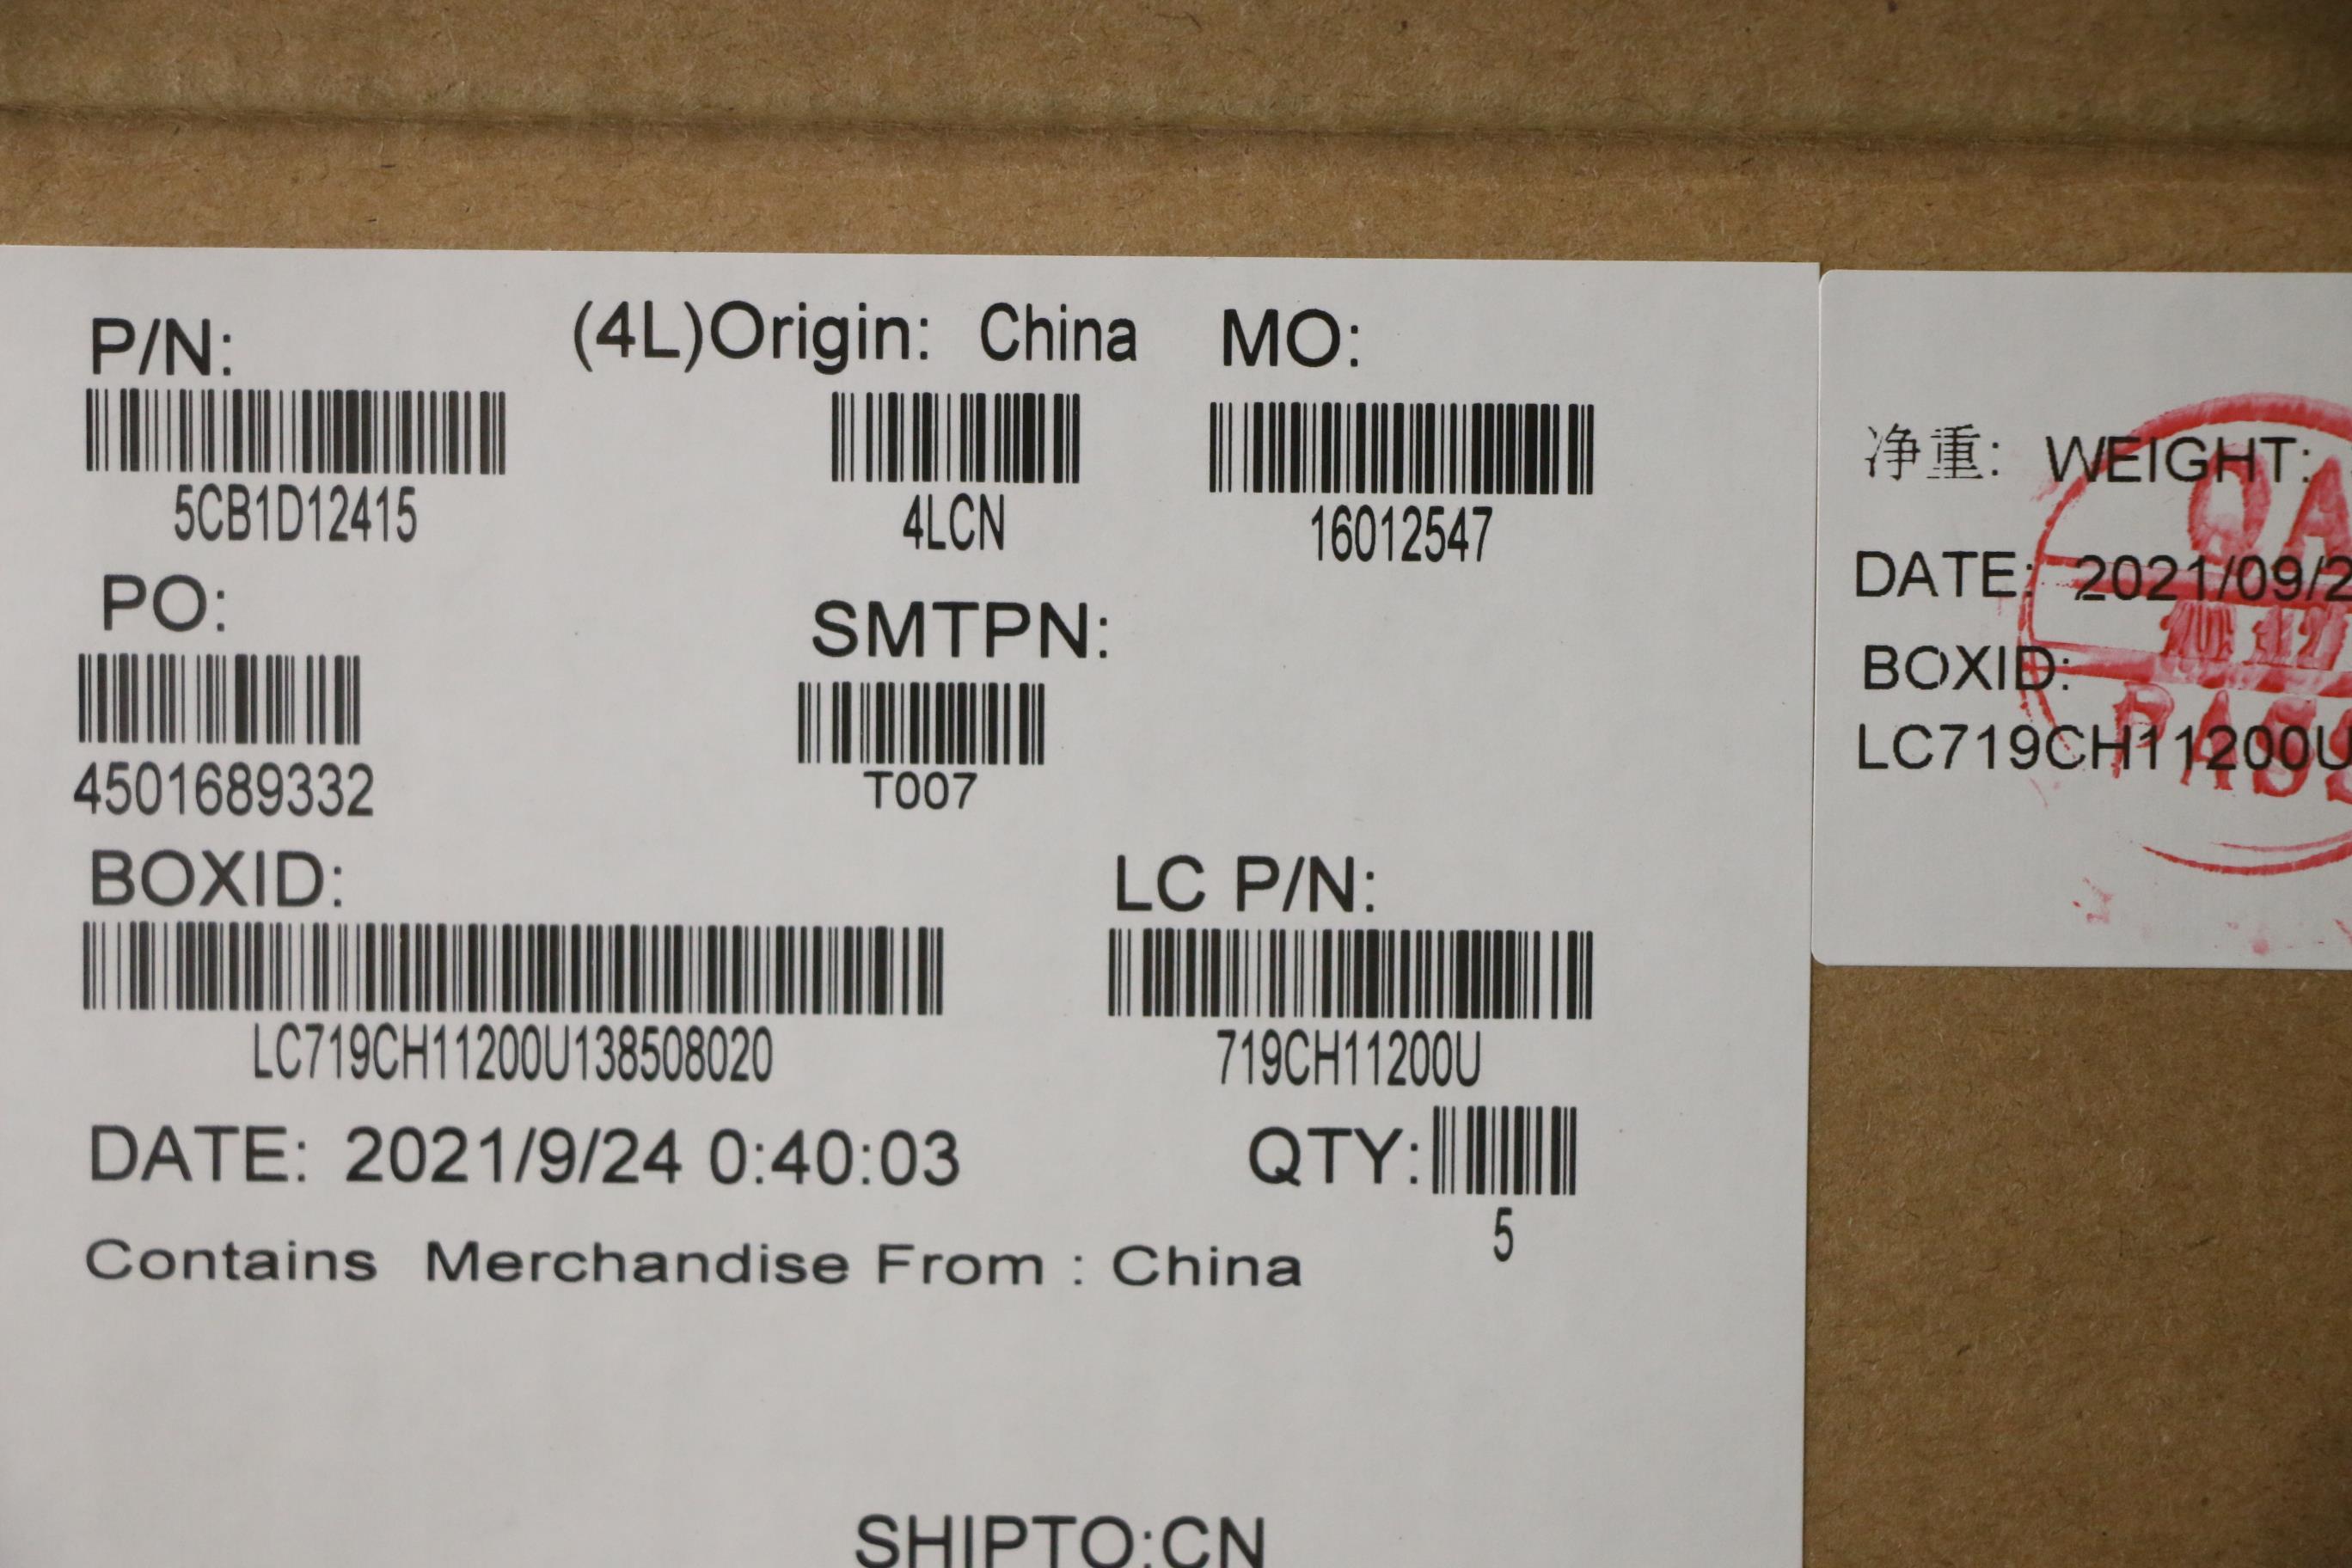 P/N:
(4L)Origin: China
MO:
5CB1D12415
4LCN
16012547
PO:
SMTPN:
4501689332
T007
BOXID:
LC P/N:
LC719CH11200U138508020
719CH11200U
DATE: 2021/9/24 0:40:03
QTY:
5
Contains Merchandise From : China
SHIPTO:CN
净重: WEIGHT:
DATE: 2021/09/2
BOXID:
LC719CH11200U
QA
PASS